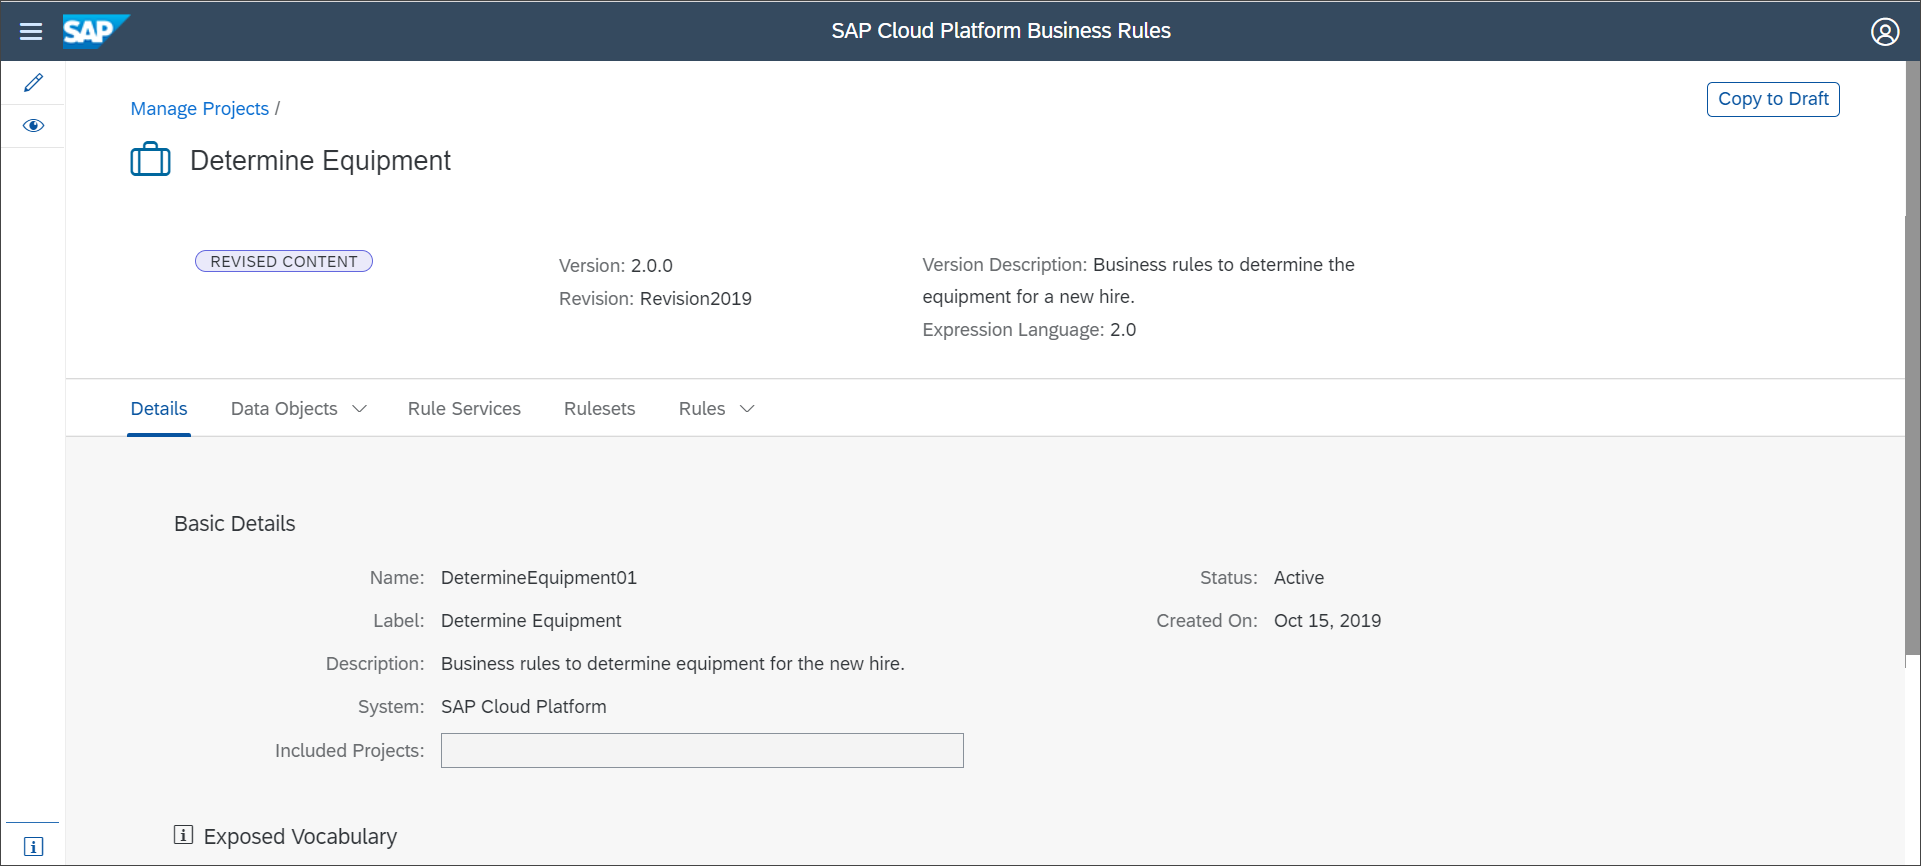 SAP
SAP Cloud Platform Business Rules
Manage Projects /
Copy to Draft
Determine Equipment
REVISED CONTENT
Version: 2.0.0
Revision: Revision2019
Version Description: Business rules to determine the
equipment for a new hire.
Expression Language: 2.0
Details
Data Objects
Rule Services
Rulesets
Rules
Basic Details
Name: DetermineEquipment01
Status: Active
Label: Determine Equipment
Created On: Oct 15, 2019
Description: Business rules to determine equipment for the new hire.
System: SAP Cloud Platform
Included Projects:
Exposed Vocabulary